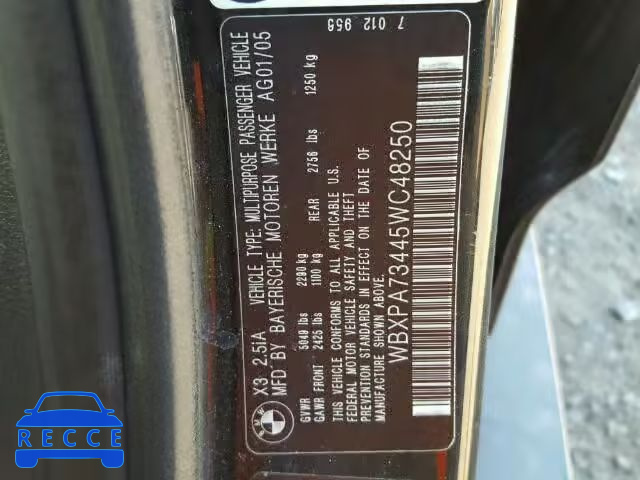 7 012 956
X3 2.5iA VEHICLE TYPE: MULTIPURPOSE PASSENGER VEHICLE
MFD BY BAYERISCHE MOTOREN WERKE AG01/05
GVWR 5049 lbs 2290 kg
GAWR FRONT 2425 lbs 1100 kg REAR 2756 lbs 1250 kg
THIS VEHICLE CONFORMS TO ALL APPLICABLE U.S.
FEDERAL MOTOR VEHICLE SAFETY AND THEFT
PREVENTION STANDARDS IN EFFECT ON THE DATE OF
MANUFACTURE SHOWN ABOVE.
WBXPA73445WC48250
BMW
RECCE